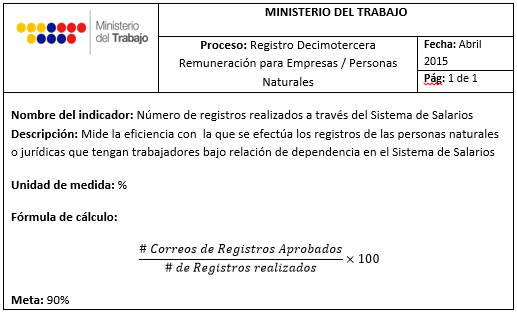 Ministerio
del Trabajo
MINISTERIO DEL TRABAJO
Proceso: Registro Decimotercera
Remuneración para Empresas / Personas
Naturales
Fecha: Abril
2015
Pág: 1 de 1
Nombre del indicador: Número de registros realizados a través del Sistema de Salarios
Descripción: Mide la eficiencia con la que se efectúa los registros de las personas naturales
o jurídicas que tengan trabajadores bajo relación de dependencia en el Sistema de Salarios
Unidad de medida: %
Fórmula de cálculo:
# Correos de Registros Aprobados
# de Registros realizados
× 100
Meta: 90%